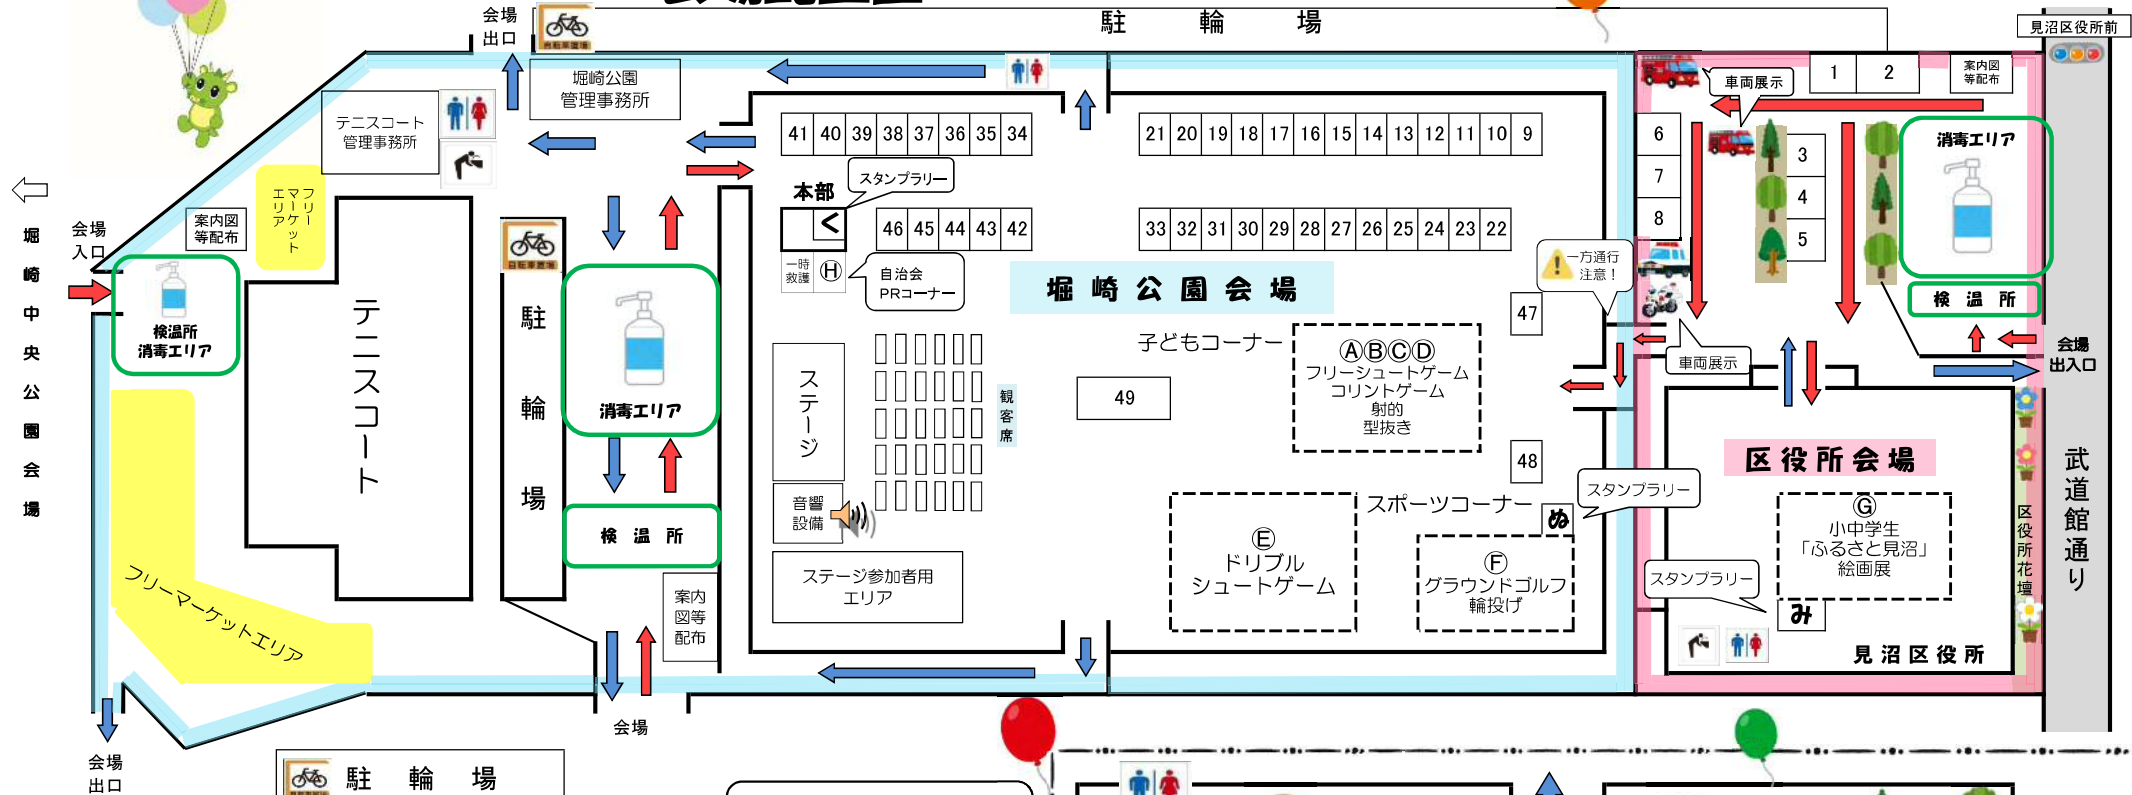 会場
出口
自転車置場
駐輪場
見沼区役所前
堀崎公園
管理事務所
テニスコート
管理事務所
車両展示
1 2
案内図
等配布
41 40 39 38 37 36 35 34
21 20 19 18 17 16 15 14 13 12 11 10 9
6
7
8
3
4
5
消毒エリア
検温所
フリー
マーケット
エリア
案内図
等配布
会場
入口
堀崎中央公園会場
検温所
消毒エリア
本部
く
スタンプラリー
46 45 44 43 42
33 32 31 30 29 28 27 26 25 24 23 22
一時
救護
H
自治会
PRコーナー
堀崎公園会場
一方通行
注意!
自転車置場
駐輪場
テニスコート
消毒エリア
検温所
47
子どもコーナー
ABCD
フリーシュートゲーム
コリントゲーム
射的
型抜き
49
48
ステージ
観客席
音響
設備
ステージ参加者用
エリア
案内
図等
配布
スポーツコーナー
ぬ
スタンプラリー
E
ドリブル
シュートゲーム
F
グラウンドゴルフ
輪投げ
車両展示
会場
出入口
区役所会場
G
小中学生
「ふるさと見沼」
絵画展
スタンプラリー
み
見沼区役所
区役所花壇
武道館通り
フリーマーケットエリア
会場
会場
出口
駐輪場